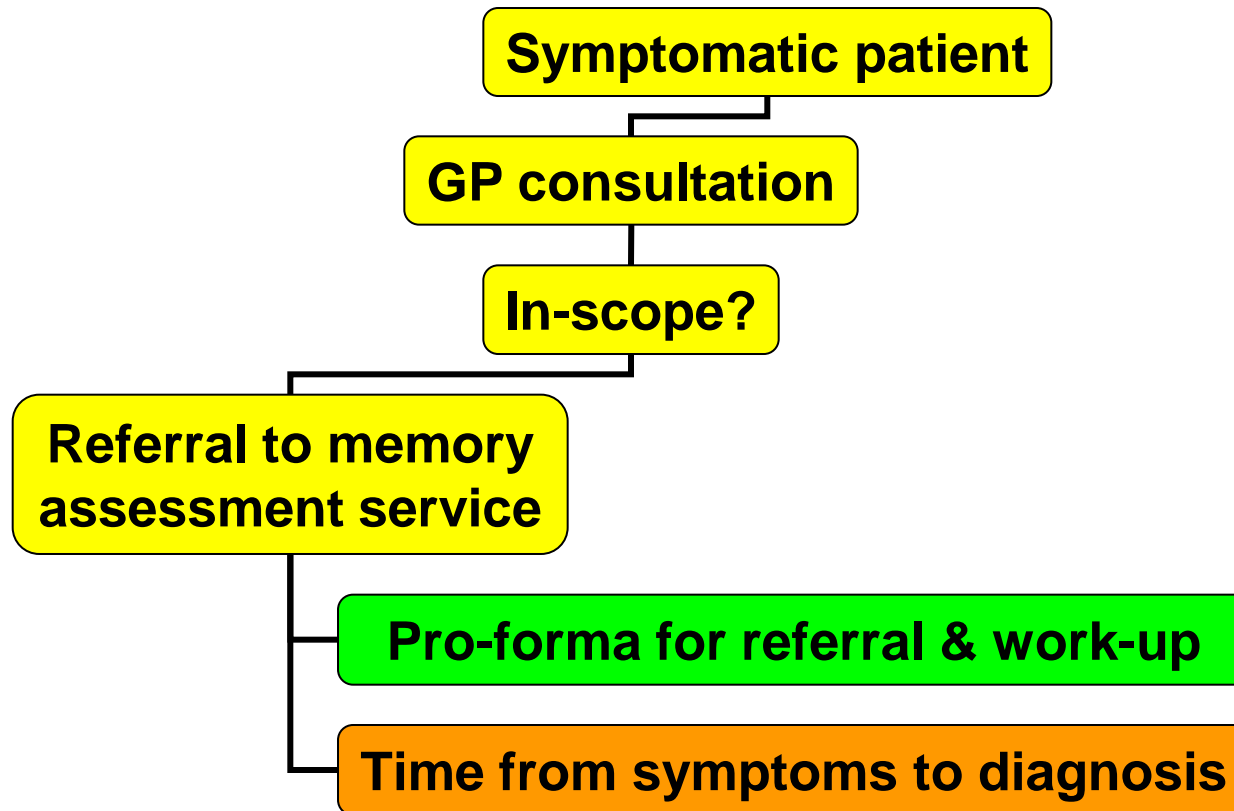 Symptomatic patient
GP consultation
In-scope?
Referral to memory
assessment service
Pro-forma for referral & work-up
Time from symptoms to diagnosis